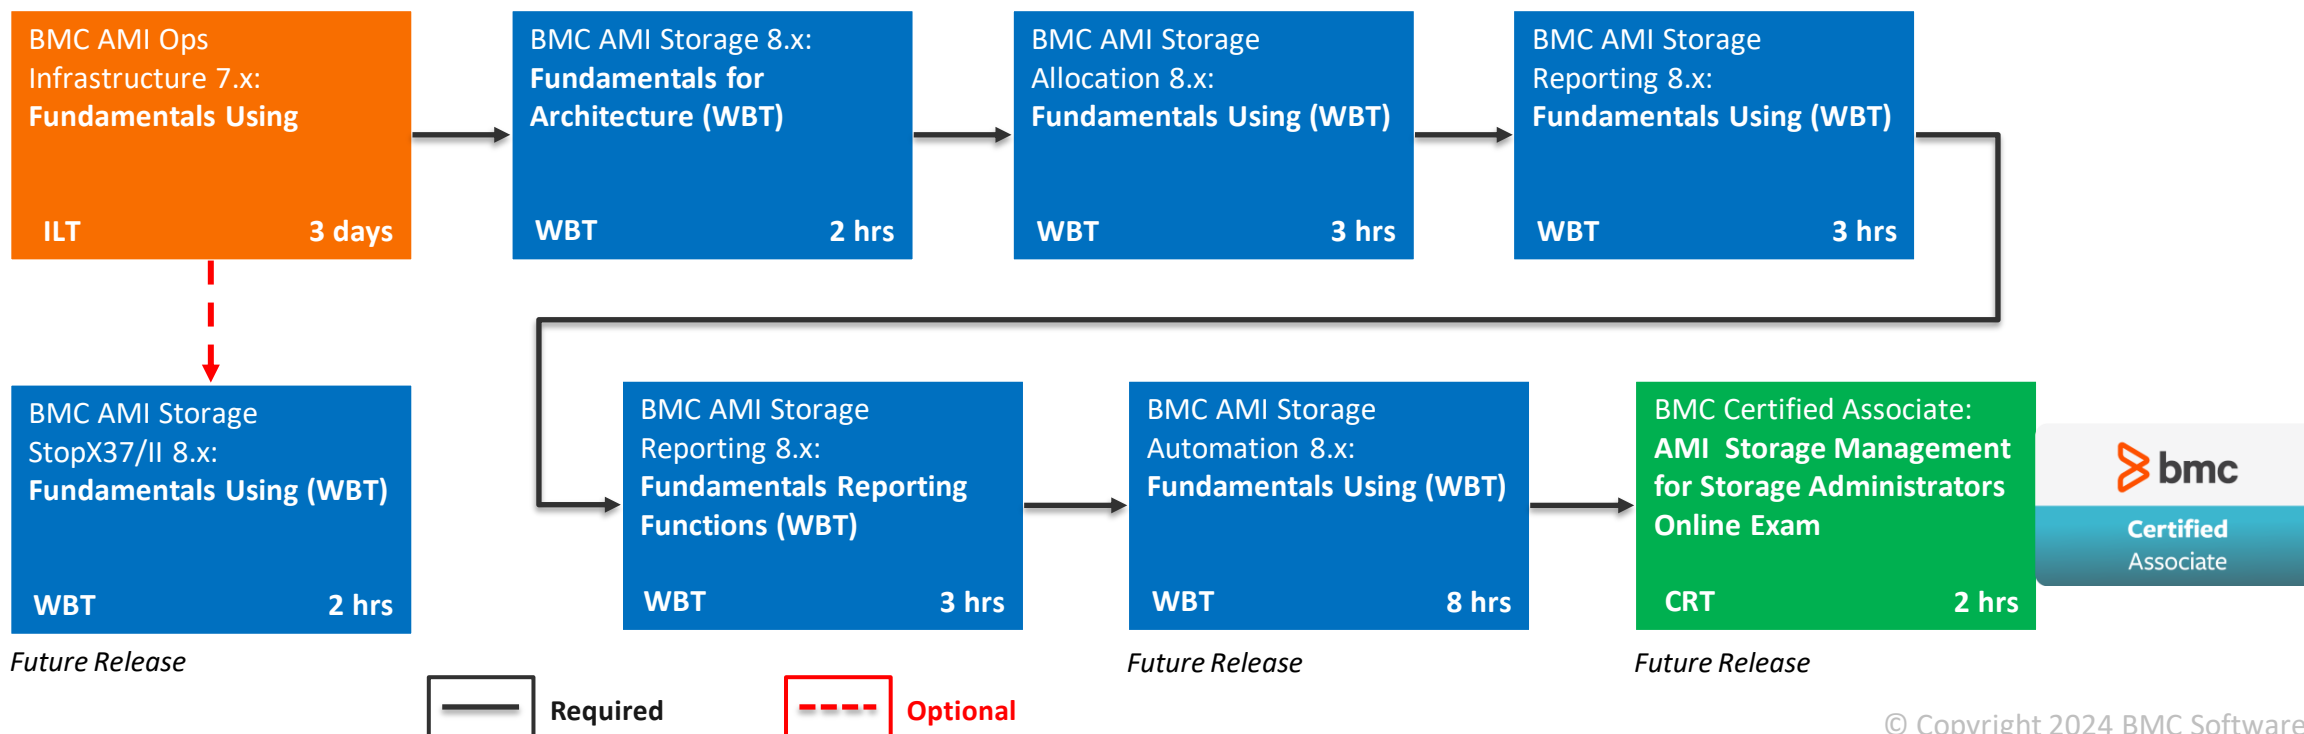 BMC AMI Ops
Infrastructure 7.x:
Fundamentals Using
ILT 3 days
BMC AMI Storage 8.x:
Fundamentals for
Architecture (WBT)
WBT 2 hrs
BMC AMI Storage
Allocation 8.x:
Fundamentals Using (WBT)
WBT 3 hrs
BMC AMI Storage
Reporting 8.x:
Fundamentals Using (WBT)
WBT 3 hrs
BMC AMI Storage
StopX37/II 8.x:
Fundamentals Using (WBT)
WBT 2 hrs
Future Release
BMC AMI Storage
Reporting 8.x:
Fundamentals Reporting
Functions (WBT)
WBT 3 hrs
BMC AMI Storage
Automation 8.x:
Fundamentals Using (WBT)
WBT 8 hrs
Future Release
BMC Certified Associate:
AMI Storage Management
for Storage Administrators
Online Exam
CRT 2 hrs
Future Release
bmc
Certified
Associate
Required
Optional
© Copyright 2024 BMC Software